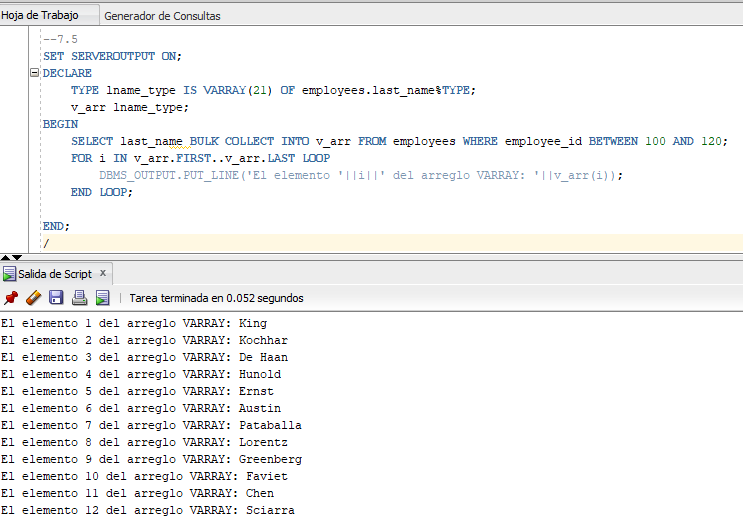 Hoja de Trabajo Generador de Consultas
--7.5
SET SERVEROUTPUT ON;
DECLARE
TYPE lname_type IS VARRAY(21) OF employees.last_name%TYPE;
v_arr lname_type;
BEGIN
SELECT last_name BULK COLLECT INTO v_arr FROM employees WHERE employee_id BETWEEN 100 AND 120;
FOR i IN v_arr.FIRST..v_arr.LAST LOOP
DBMS_OUTPUT.PUT_LINE('El elemento '||i||' del arreglo VARRAY: '||v_arr(i));
END LOOP;
END;
/
Salida de Script x
Tarea terminada en 0.052 segundos
El elemento 1 del arreglo VARRAY: King
El elemento 2 del arreglo VARRAY: Kochhar
El elemento 3 del arreglo VARRAY: De Haan
El elemento 4 del arreglo VARRAY: Hunold
El elemento 5 del arreglo VARRAY: Ernst
El elemento 6 del arreglo VARRAY: Austin
El elemento 7 del arreglo VARRAY: Pataballa
El elemento 8 del arreglo VARRAY: Lorentz
El elemento 9 del arreglo VARRAY: Greenberg
El elemento 10 del arreglo VARRAY: Faviet
El elemento 11 del arreglo VARRAY: Chen
El elemento 12 del arreglo VARRAY: Sciarra